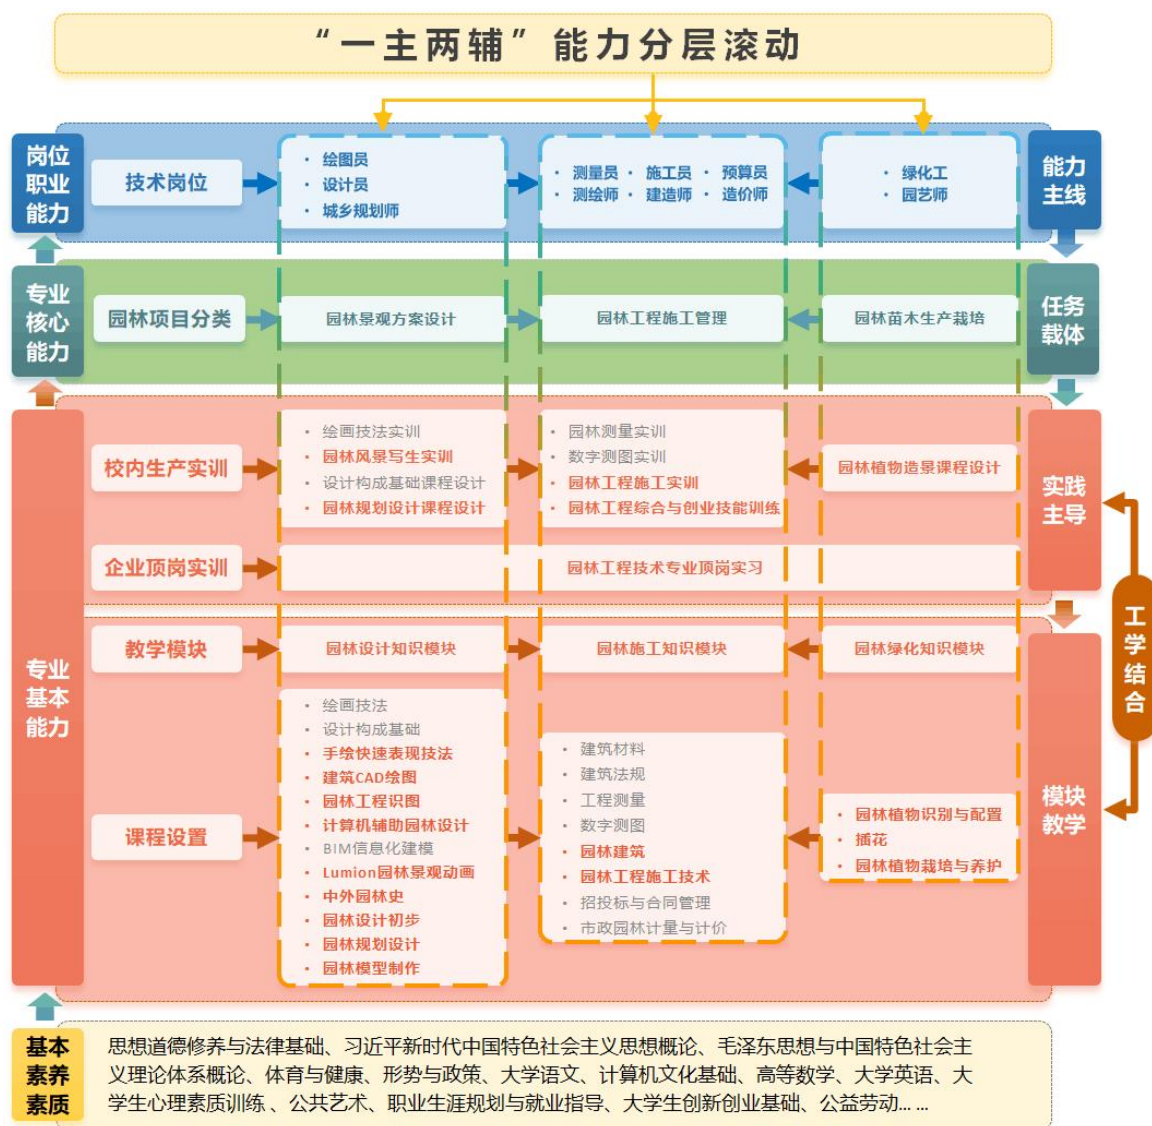 “一主两辅”能力分层滚动
岗位
职业
能力
技术岗位
• 绘图员
• 设计员
• 城乡规划师
• 测量员 • 施工员 • 预算员
• 测绘师 • 建造师 • 造价师
• 绿化工
• 园艺师
能力
主线
专业
核心
能力
园林项目分类
园林景观方案设计
园林工程施工管理
园林苗木生产栽培
任务
载体
专业
基本
能力
校内生产实训
• 绘画技法实训
• 园林风景写生实训
• 设计构成基础课程设计
• 园林规划设计课程设计
• 园林测量实训
• 数字测图实训
• 园林工程施工实训
• 园林工程综合与创业技能训练
园林植物造景课程设计
实践
主导
企业顶岗实训
园林工程技术专业顶岗实习
工
学
结
合
教学模块
园林设计知识模块
园林施工知识模块
园林绿化知识模块
课程设置
• 绘画技法
• 设计构成基础
• 手绘快速表现技法
• 建筑CAD绘图
• 园林工程识图
• 计算机辅助园林设计
• BIM信息化建模
• Lumion园林景观动画
• 中外园林史
• 园林设计初步
• 园林规划设计
• 园林模型制作
• 建筑材料
• 建筑法规
• 工程测量
• 数字测图
• 园林建筑
• 园林工程施工技术
• 招投标与合同管理
• 市政园林计量与计价
• 园林植物识别与配置
• 插花
• 园林植物栽培与养护
模块
教学
基本
素养
素质
思想道德修养与法律基础、习近平新时代中国特色社会主义思想概论、毛泽东思想与中国特色社会主
义理论体系概论、体育与健康、形势与政策、大学语文、计算机文化基础、高等数学、大学英语、大
学生心理素质训练 、公共艺术、职业生涯规划与就业指导、大学生创新创业基础、公益劳动... ...